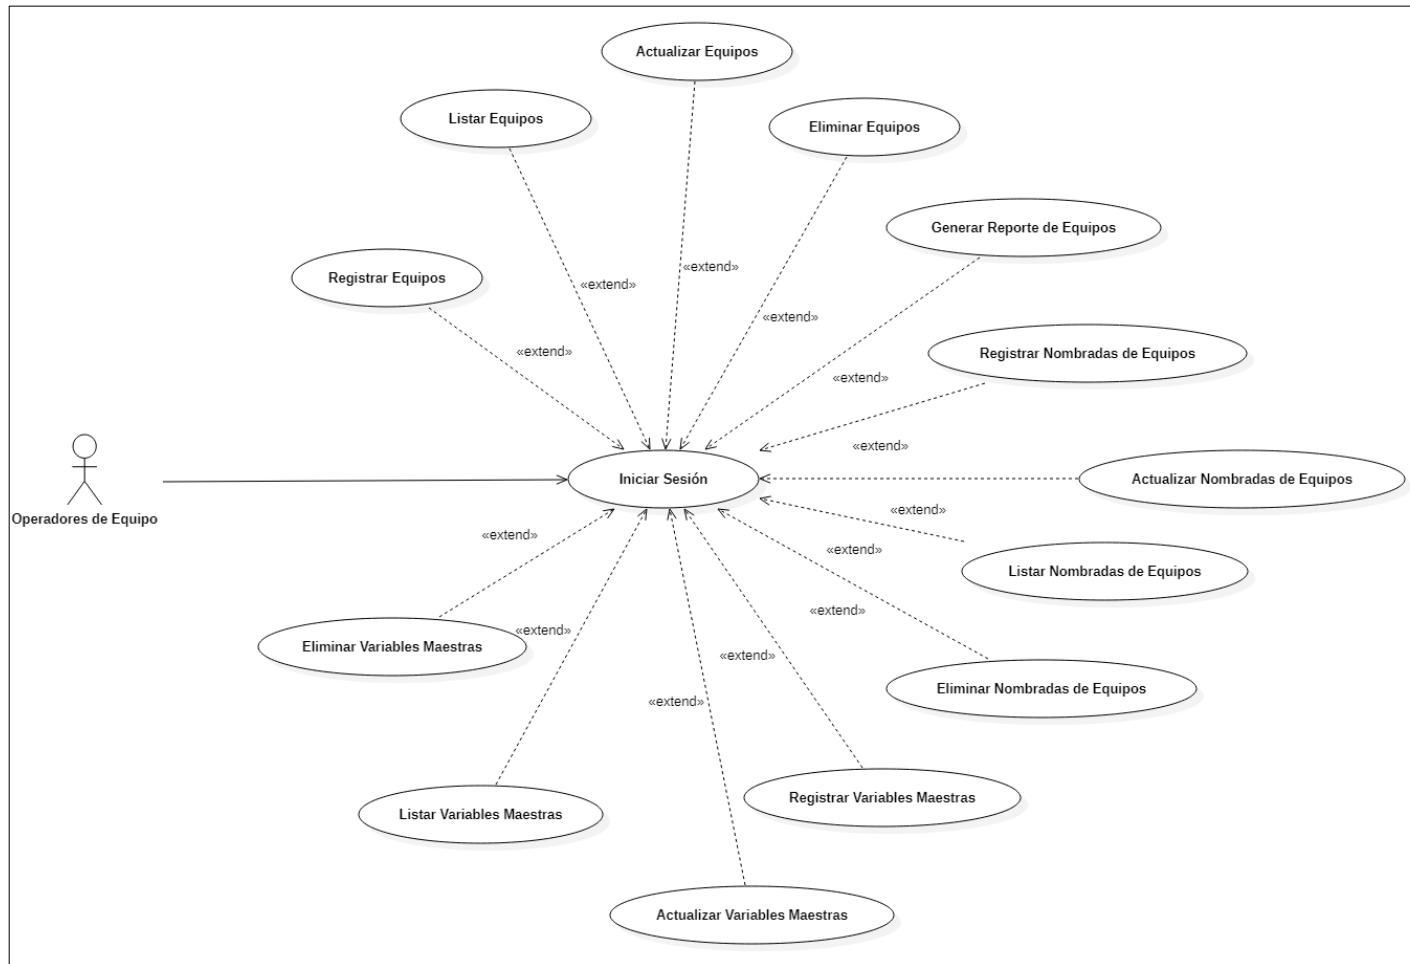 Actualizar Equipos
Listar Equipos
Eliminar Equipos
Generar Reporte de Equipos
«extend»
«extend»
Registrar Equipos
«extend»
«extend»
«extend»
Registrar Nombradas de Equipos
«extend»
«extend»
Iniciar Sesión
Actualizar Nombradas de Equipos
«extend»
Operadores de Equipo
«extend»
«extend»
Listar Nombradas de Equipos
«extend»
«extend»
Eliminar Variables Maestras
«extend»
Eliminar Nombradas de Equipos
«extend»
Registrar Variables Maestras
Listar Variables Maestras
Actualizar Variables Maestras